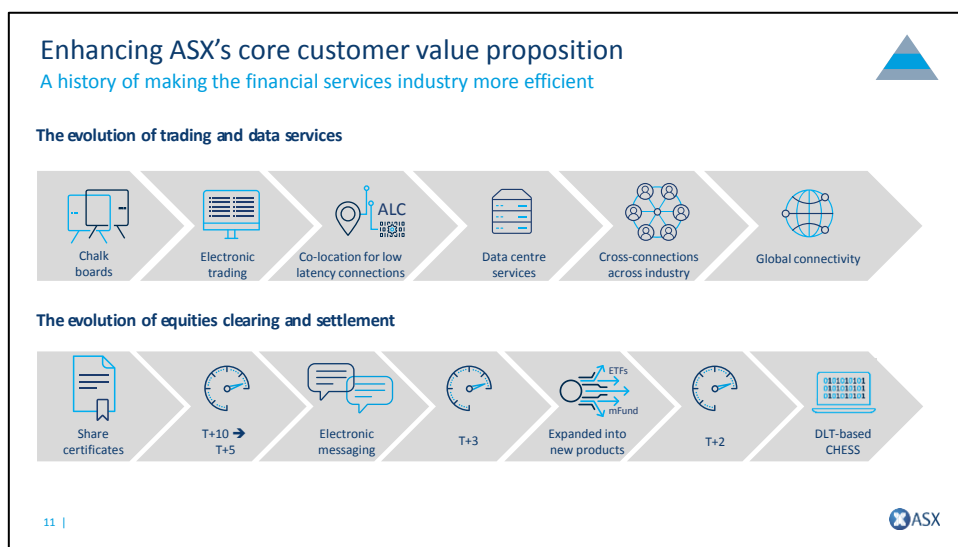 Enhancing ASX's core customer value proposition
A history of making the financial services industry more efficient
The evolution of trading and data services
ALC
Chalk
boards
Electronic
trading
Co-location for low
latency connections
Data centre
services
Cross-connections
across industry
Global connectivity
The evolution of equities clearing and settlement
Share
certificates
T+10 ➔
T+5
Electronic
messaging
T+3
ETFs
mFund
Expanded into
new products
T+2
0101010101
0101010101
0101010101
DLT-based
CHESS
11 |
ASX